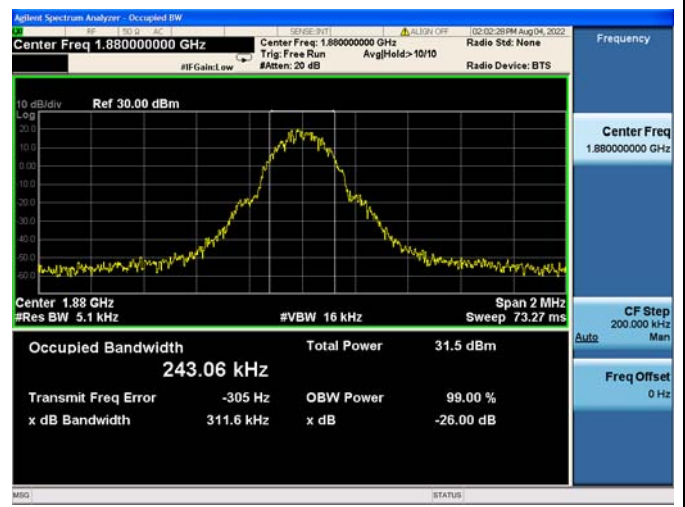 Agilent Spectrum Analyzer - Occupied BW
RF 50 Ω AC SENSE:INT ALIGN OFF 02:02:28 PM Aug 04, 2022
Center Freq 1.880000000 GHz Center Freq: 1.880000000 GHz Radio Std: None
Trig: Free Run Avg|Hold:>10/10
#IFGain:Low #Atten: 20 dB Radio Device: BTS
Frequency
10 dB/div Ref 30.00 dBm
Log
20.0
10.0
0.00
-10.0
-20.0
-30.0
-40.0
-50.0
-60.0
Center 1.88 GHz Span 2 MHz
#Res BW 5.1 kHz #VBW 16 kHz Sweep 73.27 ms
Occupied Bandwidth Total Power 31.5 dBm
243.06 kHz
Transmit Freq Error -305 Hz OBW Power 99.00 %
x dB Bandwidth 311.6 kHz x dB -26.00 dB
Center Freq
1.880000000 GHz
CF Step
200.000 kHz
Auto Man
Freq Offset
0 Hz
MSG STATUS